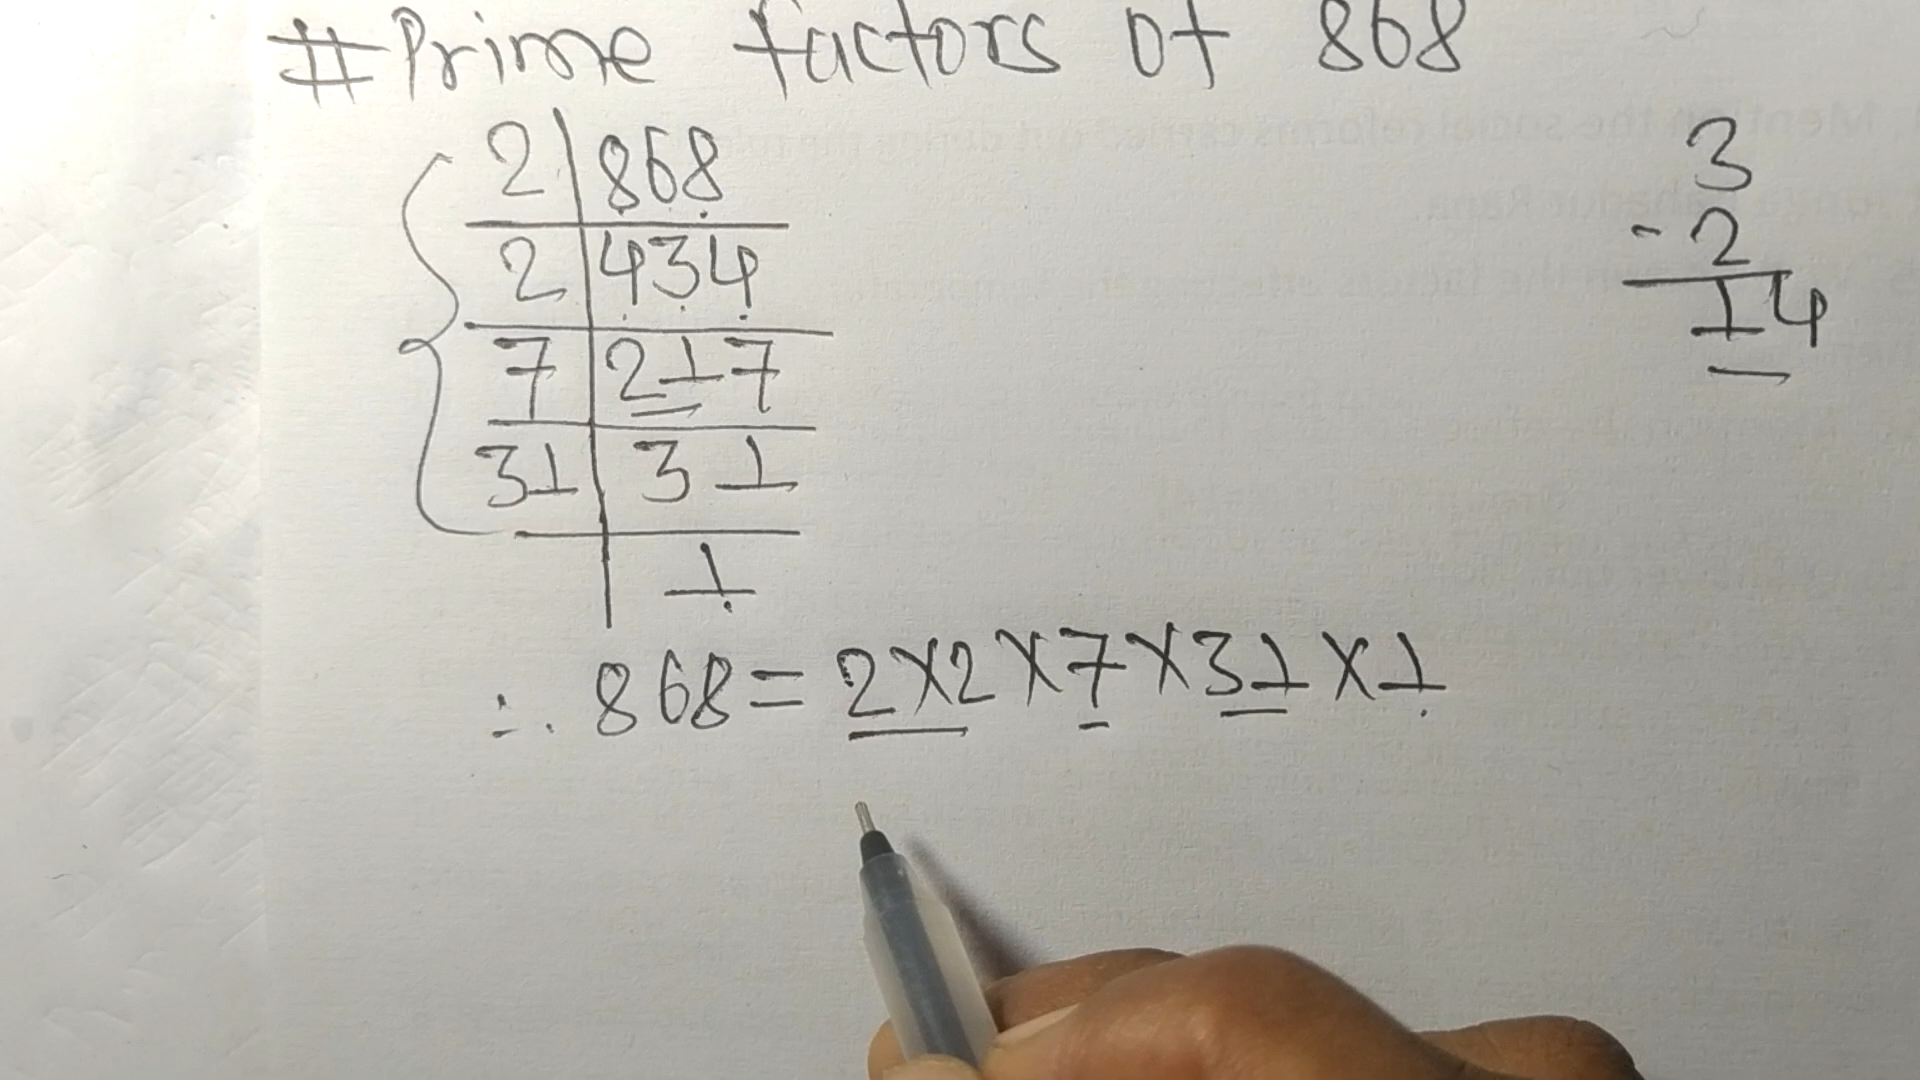 #Prime factors of 868
2 | 868
2 | 434
7 | 217
31 | 31
| 1
∴ 868 = 2×2×7×31×1
3
- 2
14